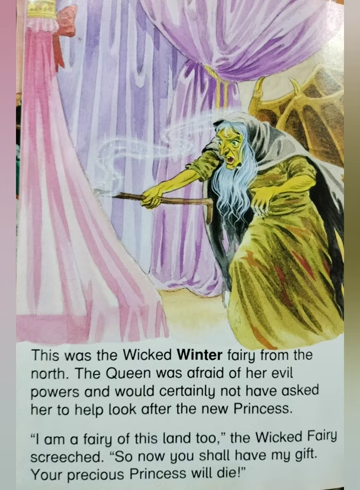 This was the Wicked Winter fairy from the
north. The Queen was afraid of her evil
powers and would certainly not have asked
her to help look after the new Princess.
“I am a fairy of this land too,” the Wicked Fairy
screeched. “So now you shall have my gift.
Your precious Princess will die!”